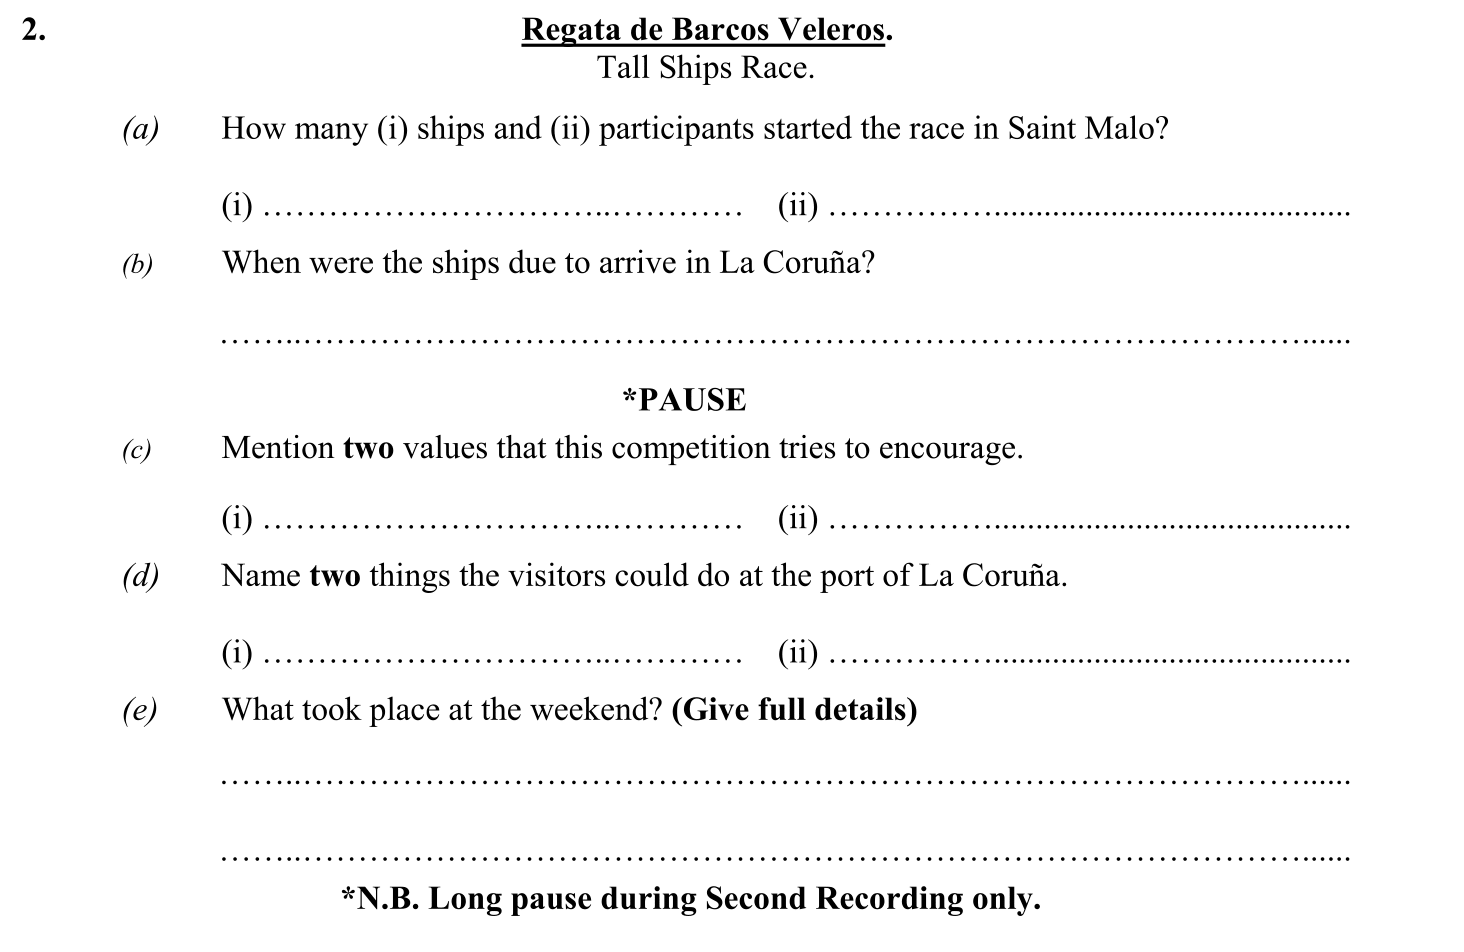 2. Regata de Barcos Veleros.
Tall Ships Race.
(a) How many (i) ships and (ii) participants started the race in Saint Malo?
(i) ………………………………………… (ii) ……………………………………………
(b) When were the ships due to arrive in La Coruña?
……………………………………………………………………………………………………
*PAUSE
(c) Mention two values that this competition tries to encourage.
(i) ………………………………………… (ii) ……………………………………………
(d) Name two things the visitors could do at the port of La Coruña.
(i) ………………………………………… (ii) ……………………………………………
(e) What took place at the weekend? (Give full details)
……………………………………………………………………………………………………
……………………………………………………………………………………………………
*N.B. Long pause during Second Recording only.